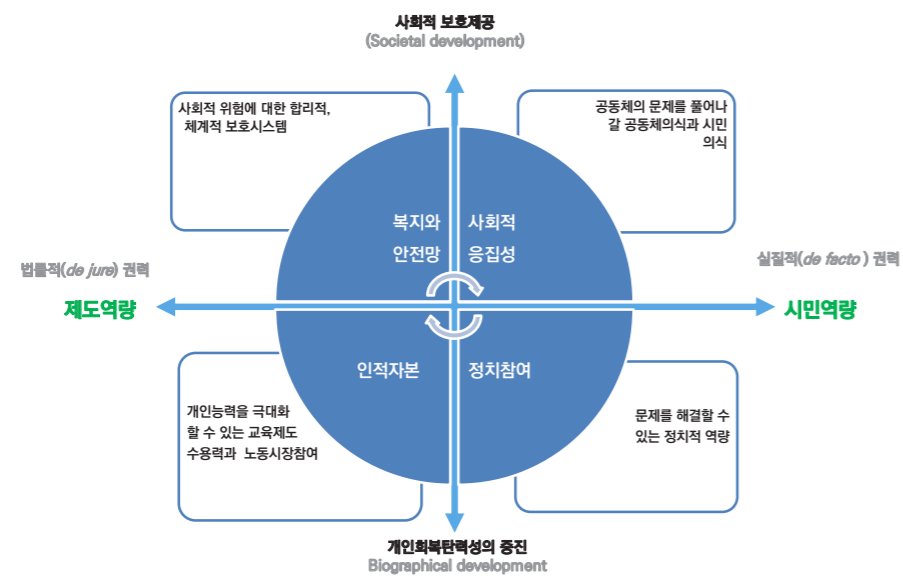 사회적 보호제공
(Societal development)
사회적 위험에 대한 합리적,
체계적 보호시스템
공동체의 문제를 풀어나
갈 공동체의식과 시민
의식
복지와
안전망
사회적
응집성
법률적(de jure) 권력
제도역량
실질적(de facto ) 권력
시민역량
인적자본
정치참여
개인능력을 극대화
할 수 있는 교육제도
수용력과 노동시장참여
문제를 해결할 수
있는 정치적 역량
개인회복탄력성의 증진
Biographical development